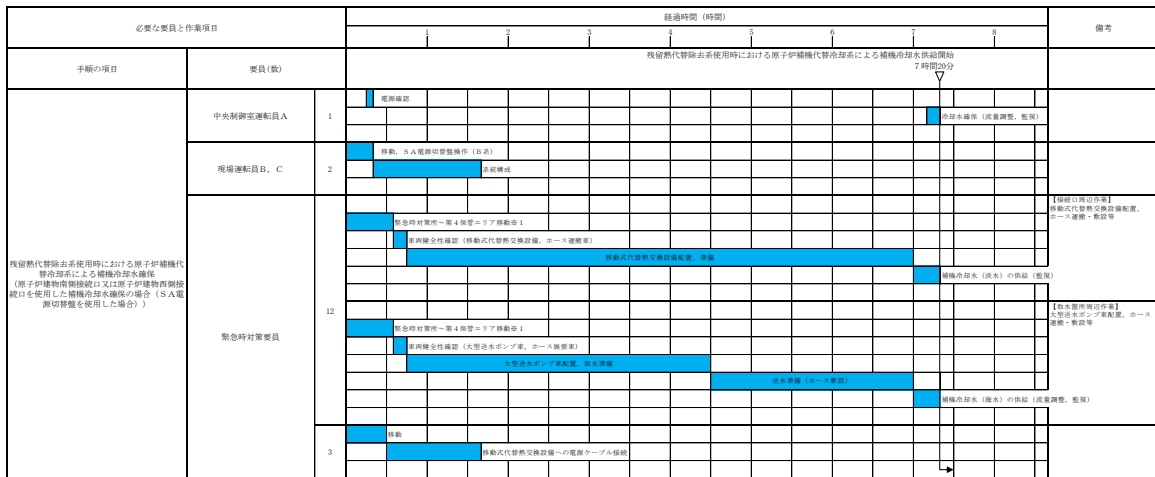 必要な要員と作業項目
経過時間（時間）
備考
1
2
3
4
5
6
7
8
手順の項目
要員(数)
残留熱代替除去系使用時における原子炉補機代替冷却系による補機冷却水供給開始
7時間20分
残留熱代替除去系使用時における原子炉補機代
替冷却系による補機冷却水確保
（原子炉建物南側接続口又は原子炉建物西側接
続口を使用した補機冷却水確保の場合（ＳＡ電
源切替盤を使用した場合））
中央制御室運転員Ａ
1
電源確認
冷却水確保（流量調整，監視）
現場運転員Ｂ，Ｃ
2
移動，ＳＡ電源切替盤操作（Ｂ系）
系統構成
緊急時対策要員
12
緊急時対策所～第４保管エリア移動※１
車両健全性確認（移動式代替熱交換設備，ホース運搬車）
移動式代替熱交換設備配置，準備
補機冷却水（淡水）の供給（監視）
【接続口周辺作業】
移動式代替熱交換設備配置，
ホース運搬・敷設等
緊急時対策所～第４保管エリア移動※１
車両健全性確認（大型送水ポンプ車，ホース展張車）
大型送水ポンプ車配置，取水準備
送水準備（ホース敷設）
補機冷却水（海水）の供給（流量調整，監視）
【取水箇所周辺作業】
大型送水ポンプ車配置，ホース
運搬・敷設等
3
移動
移動式代替熱交換設備への電源ケーブル接続